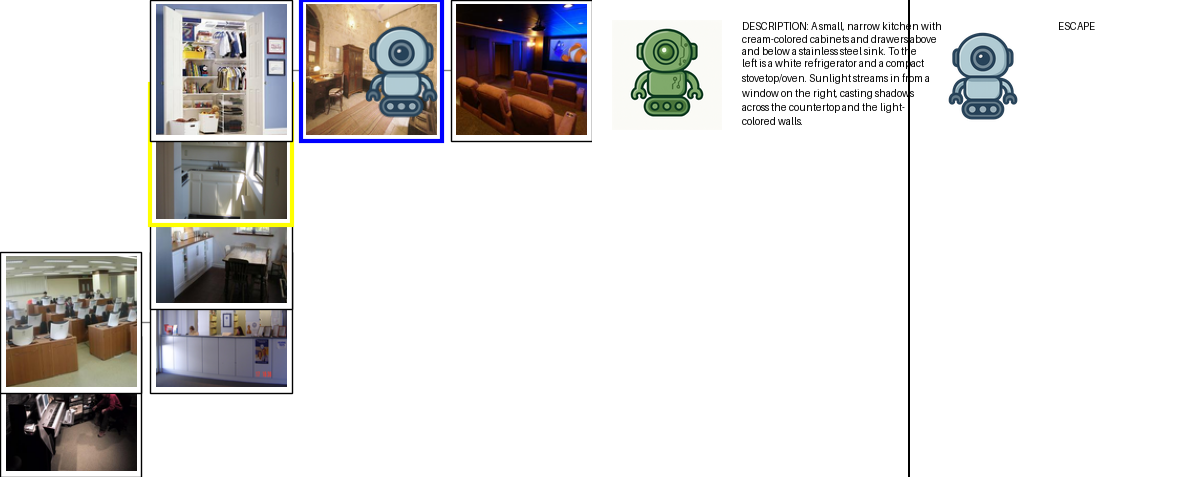 DESCRIPTION: A small, narrow kitchen with
cream-colored cabinets and drawers above
and below a stainless steel sink. To the
left is a white refrigerator and a compact
stovetop/oven. Sunlight streams in from a
window on the right, casting shadows
across the countertop and the light-
colored walls.
ESCAPE